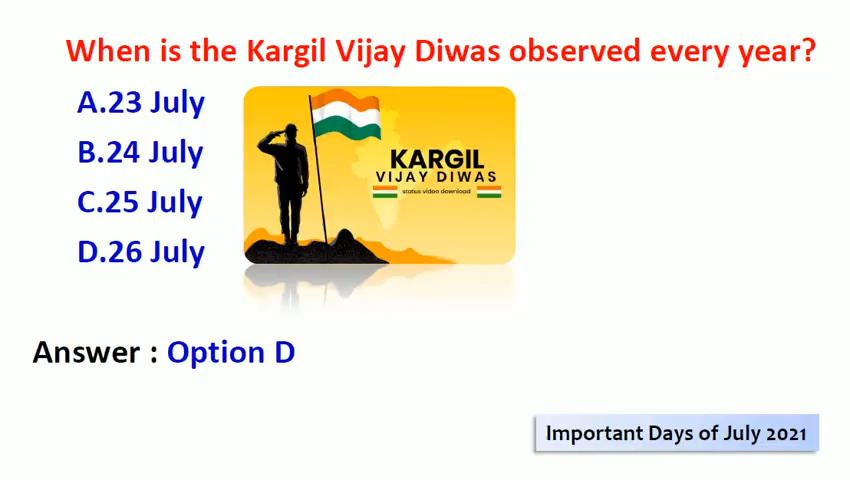 When is the Kargil Vijay Diwas observed every year?
A.23 July
B.24 July
C.25 July
D.26 July
KARGIL
VIJAY DIWAS
status video download
Answer : Option D
Important Days of July 2021